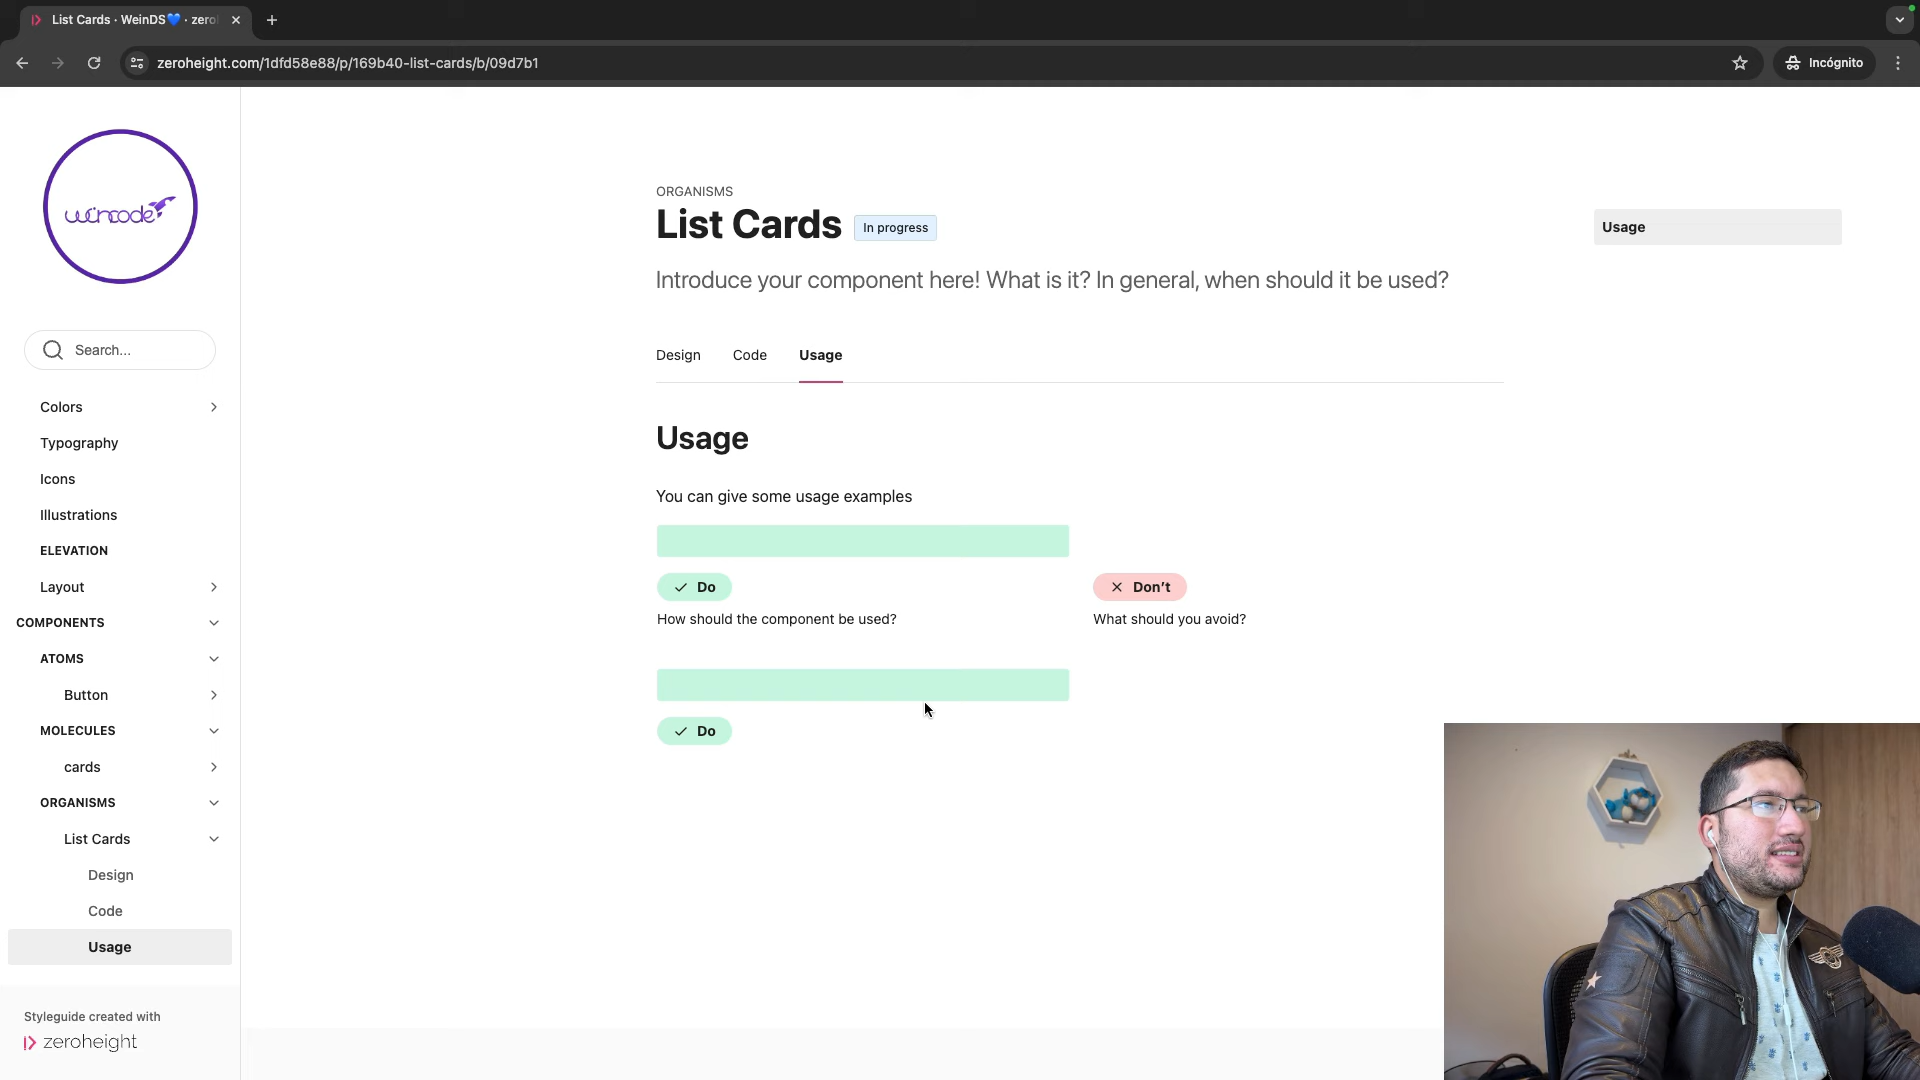 List Cards · WeinDS💙 · zero
zeroheight.com/1dfd58e88/p/169b40-list-cards/b/09d7b1
Incógnito
wincode
Search...
Colors
Typography
Icons
Illustrations
ELEVATION
Layout
COMPONENTS
ATOMS
Button
MOLECULES
cards
ORGANISMS
List Cards
Design
Code
Usage
Styleguide created with
zeroheight
ORGANISMS
List Cards In progress
Introduce your component here! What is it? In general, when should it be used?
Design Code Usage
Usage
You can give some usage examples
Do
How should the component be used?
Don't
What should you avoid?
Do
Usage